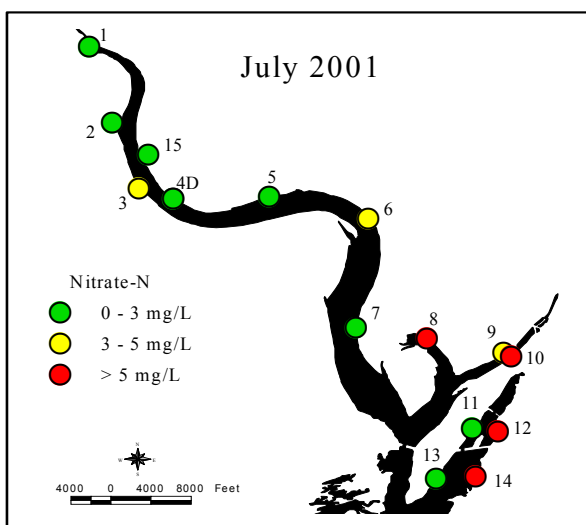 July 2001
1
2
15
3
4D
5
6
7
8
9
10
11
12
13
14
Nitrate-N
0 - 3 mg/L
3 - 5 mg/L
> 5 mg/L
N
W E
S
4000 0 4000 8000 Feet